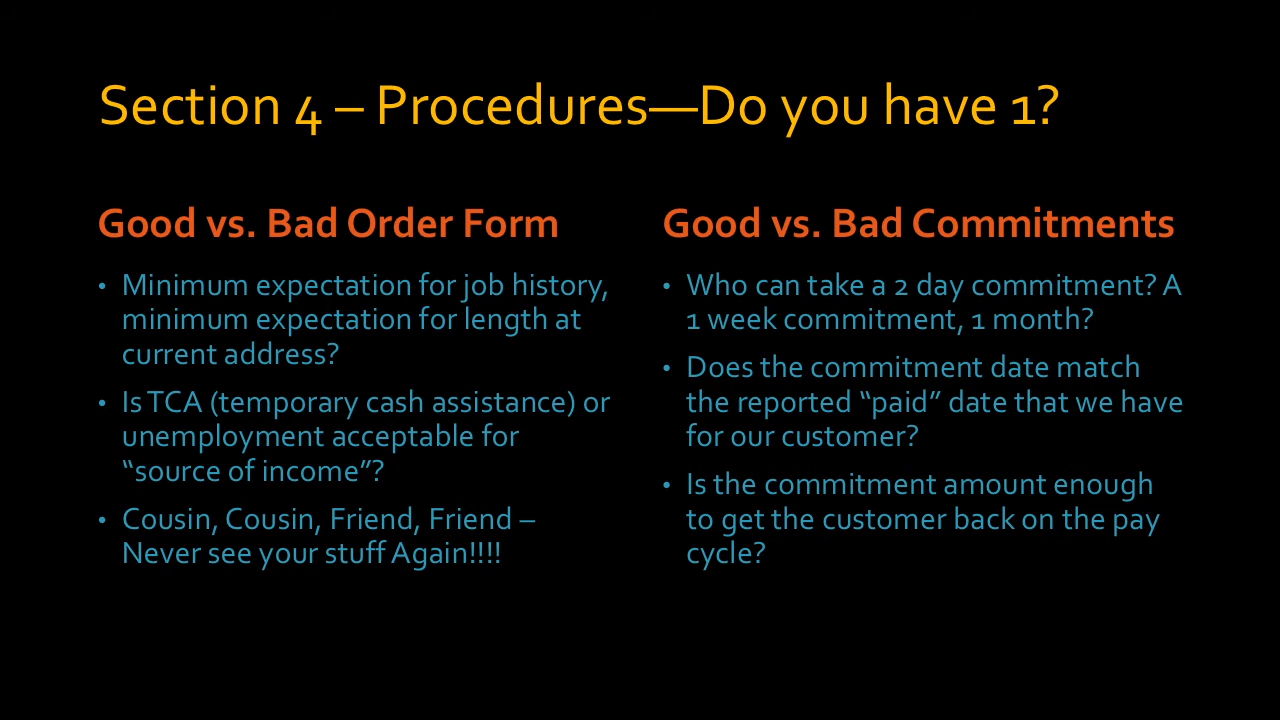 Section 4 – Procedures—Do you have 1?
Good vs. Bad Order Form
• Minimum expectation for job history,
minimum expectation for length at
current address?
• Is TCA (temporary cash assistance) or
unemployment acceptable for
“source of income”?
• Cousin, Cousin, Friend, Friend –
Never see your stuff Again!!!!
Good vs. Bad Commitments
• Who can take a 2 day commitment? A
1 week commitment, 1 month?
• Does the commitment date match
the reported “paid” date that we have
for our customer?
• Is the commitment amount enough
to get the customer back on the pay
cycle?